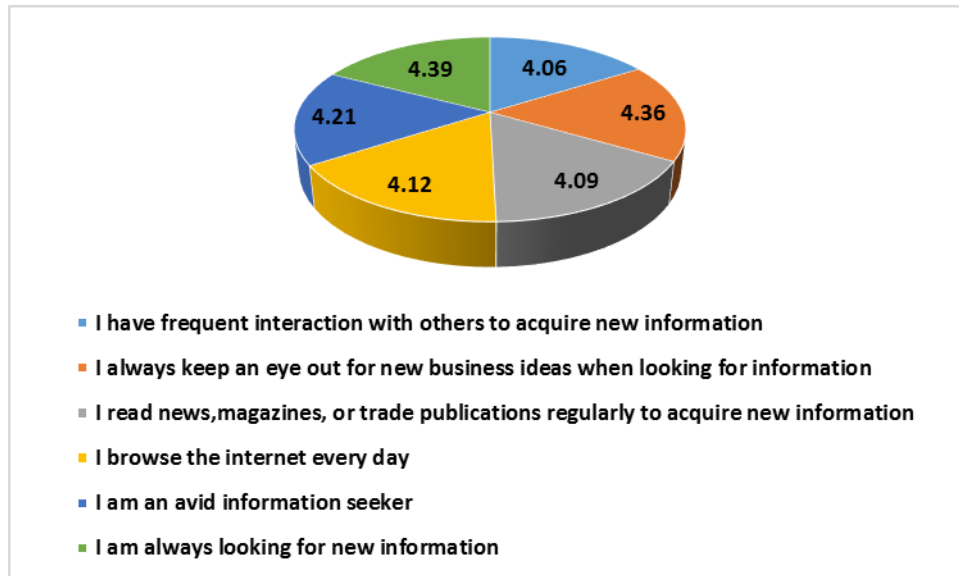 4.39
4.06
4.21
4.36
4.12
4.09
I have frequent interaction with others to acquire new information
I always keep an eye out for new business ideas when looking for information
I read news,magazines, or trade publications regularly to acquire new information
I browse the internet every day
I am an avid information seeker
I am always looking for new information